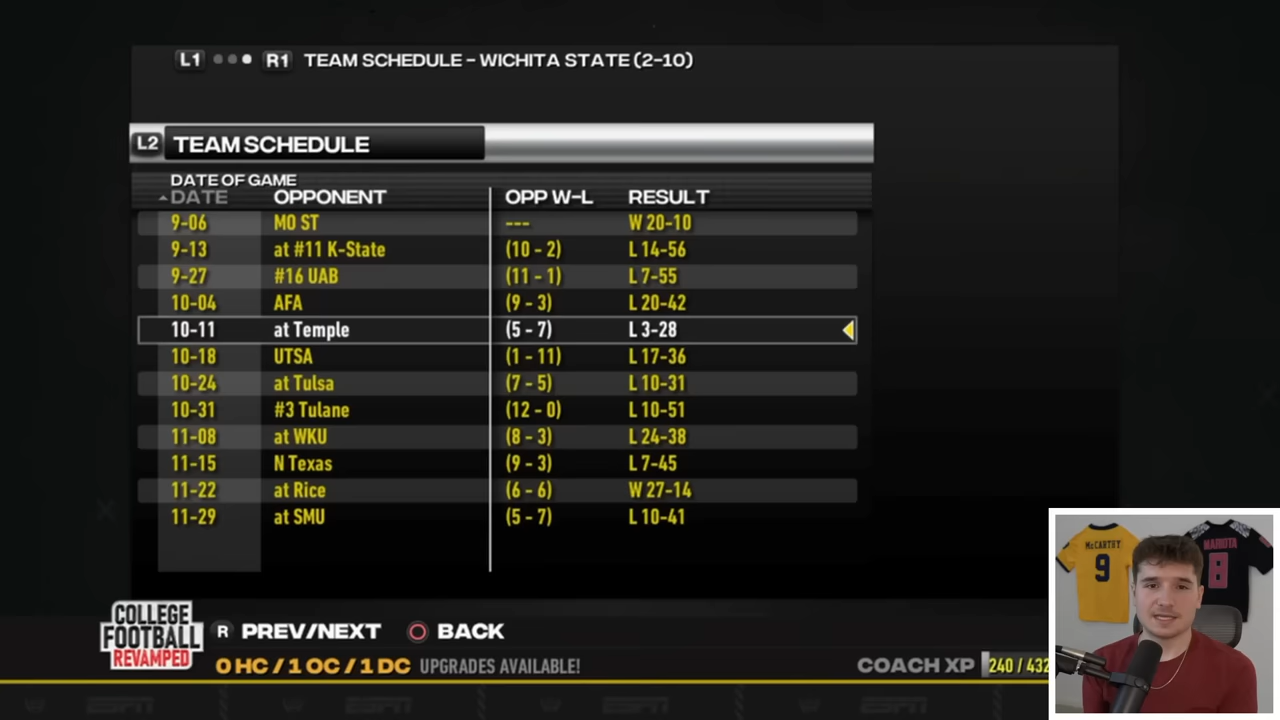 L1 R1 TEAM SCHEDULE - WICHITA STATE (2-10)
L2 TEAM SCHEDULE
DATE OF GAME
DATE OPPONENT OPP W-L RESULT
9-06 MO ST --- W 20-10
9-13 at #11 K-State (10 - 2) L 14-56
9-27 #16 UAB (11 - 1) L 7-55
10-04 AFA (9 - 3) L 20-42
10-11 at Temple (5 - 7) L 3-28
10-18 UTSA (1 - 11) L 17-36
10-24 at Tulsa (7 - 5) L 10-31
10-31 #3 Tulane (12 - 0) L 10-51
11-08 at WKU (8 - 3) L 24-38
11-15 N Texas (9 - 3) L 7-45
11-22 at Rice (6 - 6) W 27-14
11-29 at SMU (5 - 7) L 10-41
COLLEGE
FOOTBALL
REVAMPED
R PREV/NEXT BACK
0 HC / 1 OC / 1 DC UPGRADES AVAILABLE!
COACH XP 240 / 432
McCARTHY
9
MARIOTA
8
ESPN ESPN ESPN ESPN